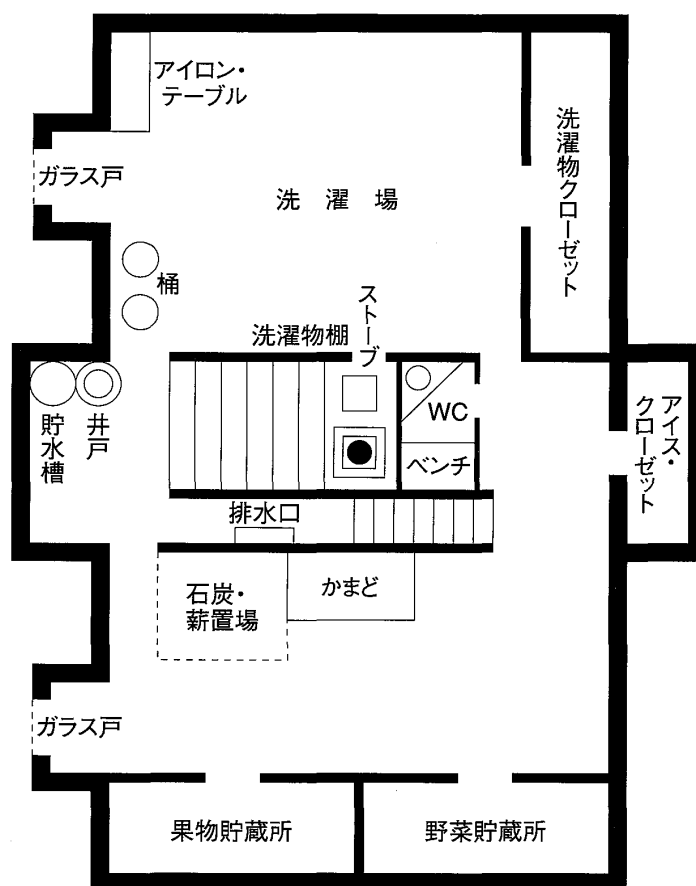 アイロン・
テーブル
ガラス戸
洗濯場
洗濯物クローゼット
桶
ストーブ
洗濯物棚
貯水槽
井戸
WC
ベンチ
アイス・
クローゼット
排水口
石炭・
薪置場
かまど
ガラス戸
果物貯蔵所
野菜貯蔵所